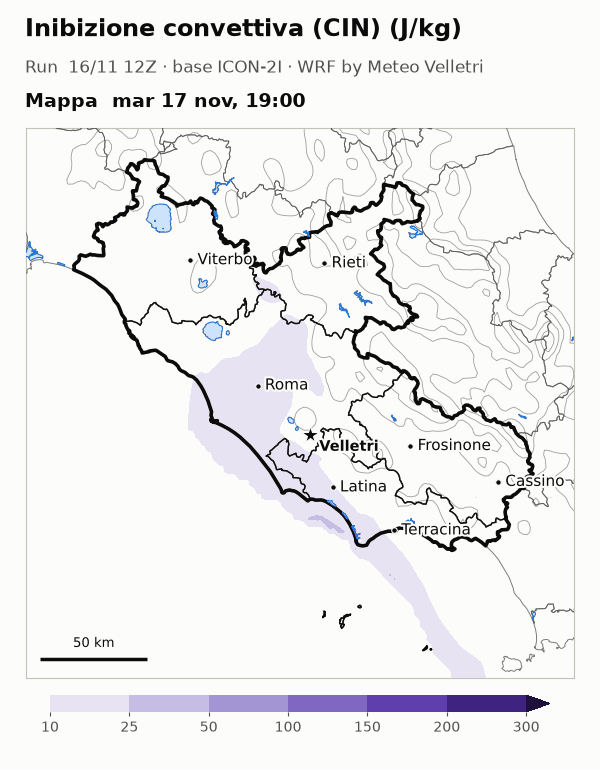 Inibizione convettiva (CIN) (J/kg)
Run  16/11 12Z · base ICON-2I · WRF by Meteo Velletri
Mappa  mar 17 nov, 19:00
Viterbo
Rieti
Roma
Velletri
Frosinone
Cassino
Latina
Terracina
50 km
10 25 50 100 150 200 300